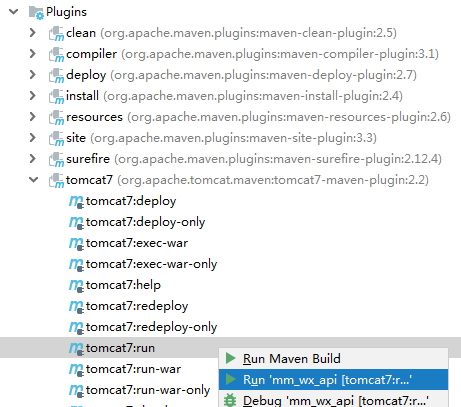 Plugins
clean (org.apache.maven.plugins:maven-clean-plugin:2.5)
compiler (org.apache.maven.plugins:maven-compiler-plugin:3.1)
deploy (org.apache.maven.plugins:maven-deploy-plugin:2.7)
install (org.apache.maven.plugins:maven-install-plugin:2.4)
resources (org.apache.maven.plugins:maven-resources-plugin:2.6)
site (org.apache.maven.plugins:maven-site-plugin:3.3)
surefire (org.apache.maven.plugins:maven-surefire-plugin:2.12.4)
tomcat7 (org.apache.tomcat.maven:tomcat7-maven-plugin:2.2)
tomcat7:deploy
tomcat7:deploy-only
tomcat7:exec-war
tomcat7:exec-war-only
tomcat7:help
tomcat7:redeploy
tomcat7:redeploy-only
tomcat7:run
Run Maven Build
tomcat7:run-war
Run 'mm_wx_api [tomcat7:r...'
tomcat7:run-war-only
Debug 'mm_wx_api [tomcat7:r...'